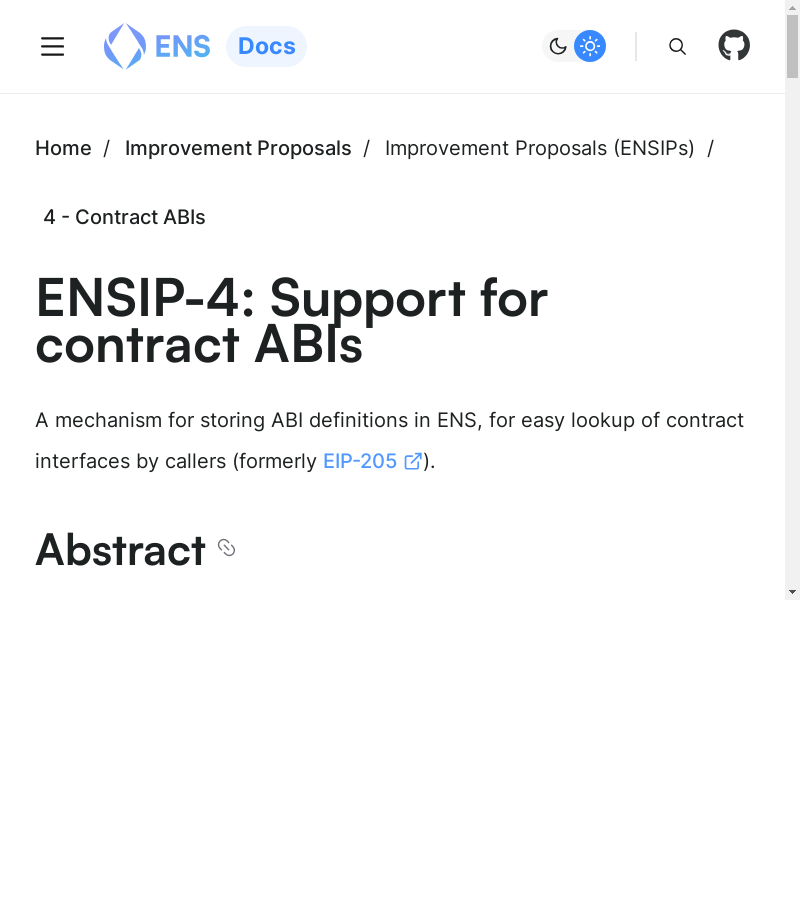 ENS Docs
Home / Improvement Proposals / Improvement Proposals (ENSIPs) /
4 - Contract ABIs
ENSIP-4: Support for
contract ABIs
A mechanism for storing ABI definitions in ENS, for easy lookup of contract
interfaces by callers (formerly EIP-205).
Abstract